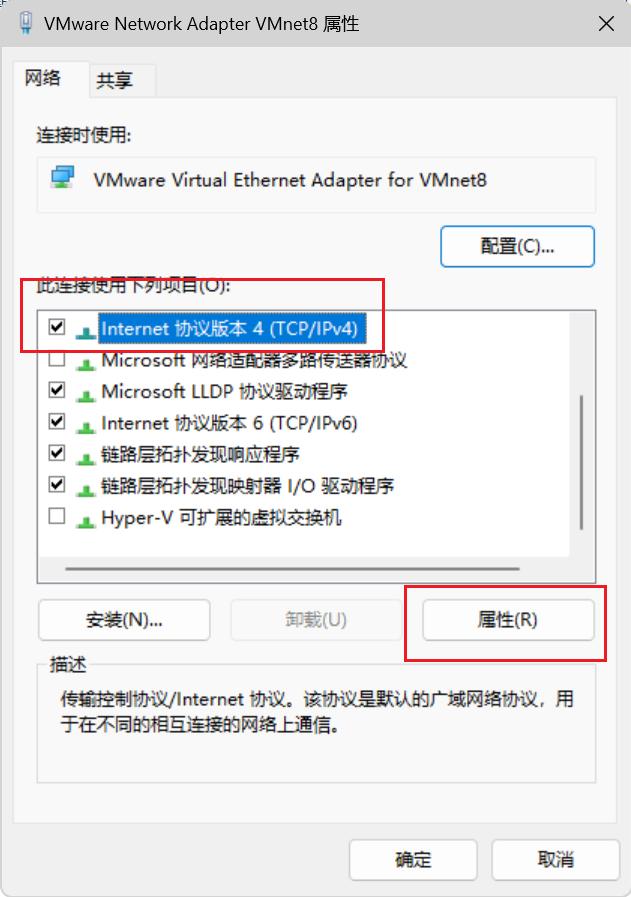 VMware Network Adapter VMnet8 属性
网络
共享
连接时使用:
VMware Virtual Ethernet Adapter for VMnet8
配置(C)...
此连接使用下列项目(O):
Internet 协议版本 4 (TCP/IPv4)
Microsoft 网络适配器多路传送器协议
Microsoft LLDP 协议驱动程序
Internet 协议版本 6 (TCP/IPv6)
链路层拓扑发现响应程序
链路层拓扑发现映射器 I/O 驱动程序
Hyper-V 可扩展的虚拟交换机
安装(N)...
卸载(U)
属性(R)
描述
传输控制协议/Internet 协议。该协议是默认的广域网络协议，用
于在不同的相互连接的网络上通信。
确定
取消